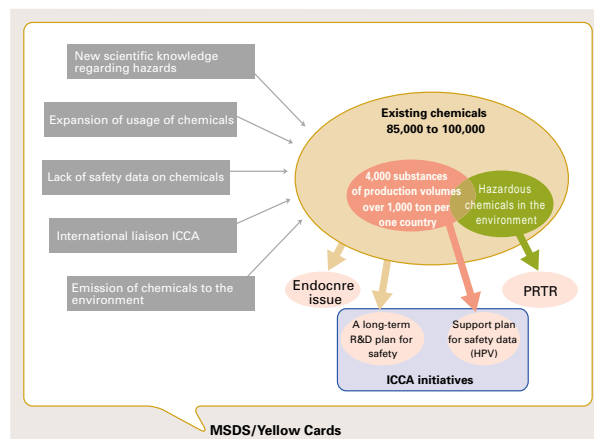 New scientific knowledge
regarding hazards
Expansion of usage of chemicals
Lack of safety data on chemicals
International liaison ICCA
Emission of chemicals to the
environment
Existing chemicals
85,000 to 100,000
4,000 substances
of production volumes
over 1,000 ton per
one country
Hazardous
chemicals in the
environment
Endocnre
issue
PRTR
A long-term
R&D plan for
safety
Support plan
for safety data
(HPV)
ICCA initiatives
MSDS/Yellow Cards